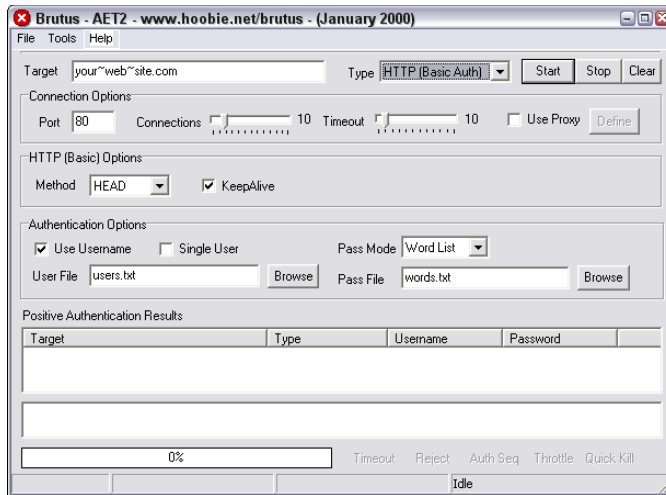 Brutus - AET2 - www.hoobie.net/brutus - (January 2000)
File Tools Help
Target your~web~site.com Type HTTP (Basic Auth) Start Stop Clear
Connection Options
Port 80 Connections 10 Timeout 10 Use Proxy Define
HTTP (Basic) Options
Method HEAD KeepAlive
Authentication Options
Use Username Single User Pass Mode Word List
User File users.txt Browse Pass File words.txt Browse
Positive Authentication Results
Target Type Username Password
0% Timeout Reject Auth Seq Throttle Quick Kill
Idle